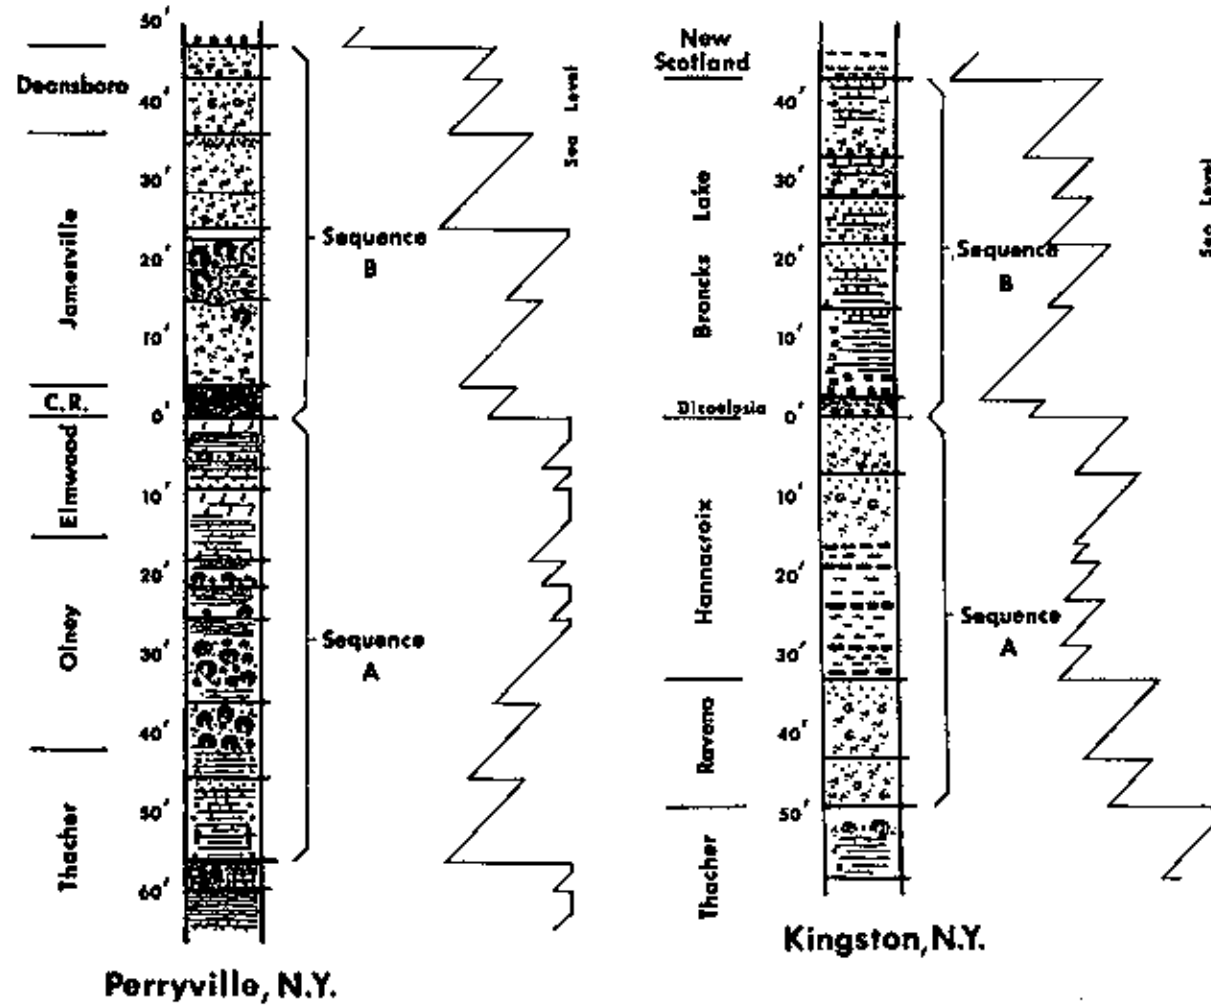 50'
Deansboro
40'
30'
Jamesville
20'
10'
C.R.
0'
Elmwood
10'
20'
Olney
30'
40'
Thacher
50'
60'
Sequence
B
Sequence
A
Sea Level
Perryville, N.Y.
New
Scotland
40'
30'
Broncks Lake
20'
10'
Dicoelosia
0'
10'
Hannacroix
20'
30'
Ravena
40'
50'
Thacher
Sequence
B
Sequence
A
Sea Level
Kingston, N.Y.